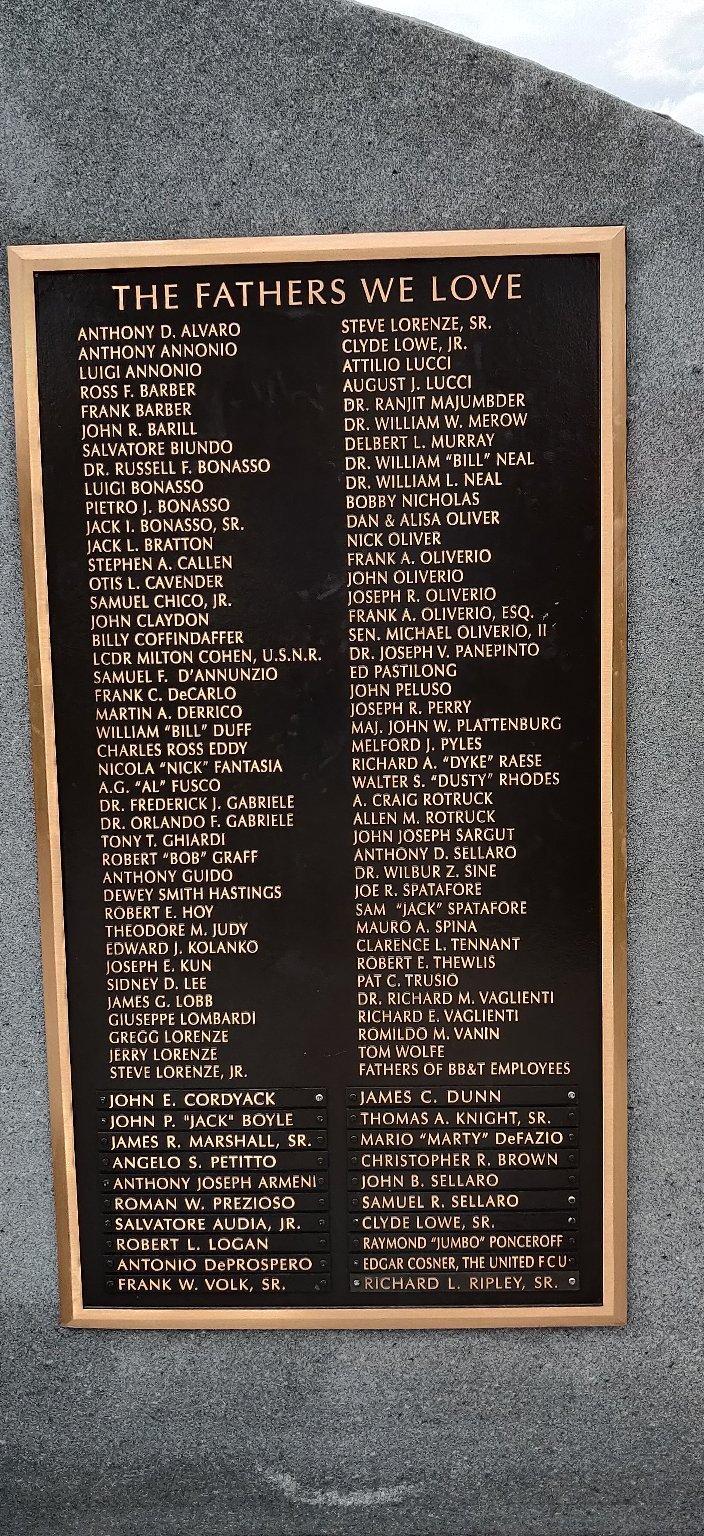 THE FATHERS WE LOVE
ANTHONY D. ALVARO
ANTHONY ANNONIO
LUIGI ANNONIO
ROSS F. BARBER
FRANK BARBER
JOHN R. BARILL
SALVATORE BIUNDO
DR. RUSSELL F. BONASSO
LUIGI BONASSO
PIETRO J. BONASSO
JACK I. BONASSO, SR.
JACK L. BRATTON
STEPHEN A. CALLEN
OTIS L. CAVENDER
SAMUEL CHICO, JR.
JOHN CLAYDON
BILLY COFFINDAFFER
LCDR MILTON COHEN, U.S.N.R.
SAMUEL F. D'ANNUNZIO
FRANK C. DeCARLO
MARTIN A. DERRICO
WILLIAM "BILL" DUFF
CHARLES ROSS EDDY
NICOLA "NICK" FANTASIA
A.G. "AL" FUSCO
DR. FREDERICK J. GABRIELE
DR. ORLANDO F. GABRIELE
TONY T. GHIARDI
ROBERT "BOB" GRAFF
ANTHONY GUIDO
DEWEY SMITH HASTINGS
ROBERT E. HOY
THEODORE M. JUDY
EDWARD J. KOLANKO
JOSEPH E. KUN
SIDNEY D. LEE
JAMES G. LOBB
GIUSEPPE LOMBARDI
GREGG LORENZE
JERRY LORENZE
STEVE LORENZE, JR.
JOHN E. CORDYACK
JOHN P. "JACK" BOYLE
JAMES R. MARSHALL, SR.
ANGELO S. PETITTO
ANTHONY JOSEPH ARMENI
ROMAN W. PREZIOSO
SALVATORE AUDIA, JR.
ROBERT L. LOGAN
ANTONIO DePROSPERO
FRANK W. VOLK, SR.
STEVE LORENZE, SR.
CLYDE LOWE, JR.
ATTILIO LUCCI
AUGUST J. LUCCI
DR. RANJIT MAJUMBDER
DR. WILLIAM W. MEROW
DELBERT L. MURRAY
DR. WILLIAM "BILL" NEAL
DR. WILLIAM L. NEAL
BOBBY NICHOLAS
DAN & ALISA OLIVER
NICK OLIVER
FRANK A. OLIVERIO
JOHN OLIVERIO
JOSEPH R. OLIVERIO
FRANK A. OLIVERIO, ESQ.
SEN. MICHAEL OLIVERIO, II
DR. JOSEPH V. PANEPINTO
ED PASTILONG
JOHN PELUSO
JOSEPH R. PERRY
MAJ. JOHN W. PLATTENBURG
MELFORD J. PYLES
RICHARD A. "DYKE" RAESE
WALTER S. "DUSTY" RHODES
A. CRAIG ROTRUCK
ALLEN M. ROTRUCK
JOHN JOSEPH SARGUT
ANTHONY D. SELLARO
DR. WILBUR Z. SINE
JOE R. SPATAFORE
SAM "JACK" SPATAFORE
MAURO A. SPINA
CLARENCE L. TENNANT
ROBERT E. THEWLIS
PAT C. TRUSIO
DR. RICHARD M. VAGLIENTI
RICHARD E. VAGLIENTI
ROMILDO M. VANIN
TOM WOLFE
FATHERS OF BB&T EMPLOYEES
JAMES C. DUNN
THOMAS A. KNIGHT, SR.
MARIO "MARTY" DeFAZIO
CHRISTOPHER R. BROWN
JOHN B. SELLARO
SAMUEL R. SELLARO
CLYDE LOWE, SR.
RAYMOND "JUMBO" PONCEROFF
EDGAR COSNER, THE UNITED F C U
RICHARD L. RIPLEY, SR.